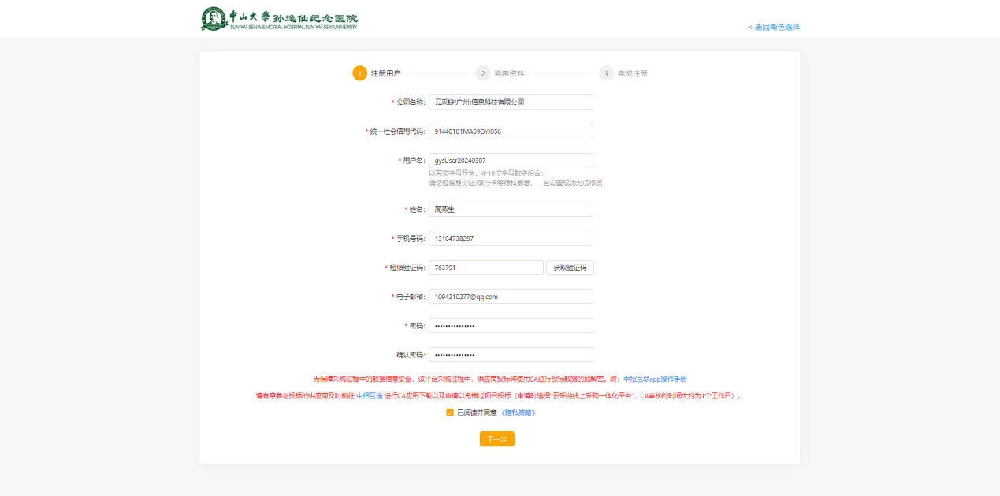 中山大學孙逸仙纪念医院
SUN YAT-SEN MEMORIAL HOSPITAL,SUN YAT-SEN UNIVERSITY
< 返回角色选择
1 注册用户 2 完善资料 3 完成注册
* 公司名称: 云采链(广州)信息科技有限公司
* 统一社会信用代码: 91440101MA59GYJ056
* 用户名: gysUser20240307
以英文字母开头，4-16位字母数字组合；
请勿包含身份证/银行卡等隐私信息，一旦设置成功无法修改
* 姓名: 高燕生
* 手机号码: 13104738287
* 短信验证码: 763791 获取验证码
* 电子邮箱: 1094210277@qq.com
* 密码: •••••••••••••••
确认密码: •••••••••••••••
为保障采购过程中的数据信息安全，该平台采购过程中，供应商投标将使用CA进行投标数据的加解密。附：中招互联app操作手册
请有意参与投标的供应商及时前往 中招互连 进行CA应用下载以及申请以免错过项目投标（申请时选择“云采链线上采购一体化平台”，CA审核的时间大约为1个工作日）。
已阅读并同意 《隐私策略》
下一步